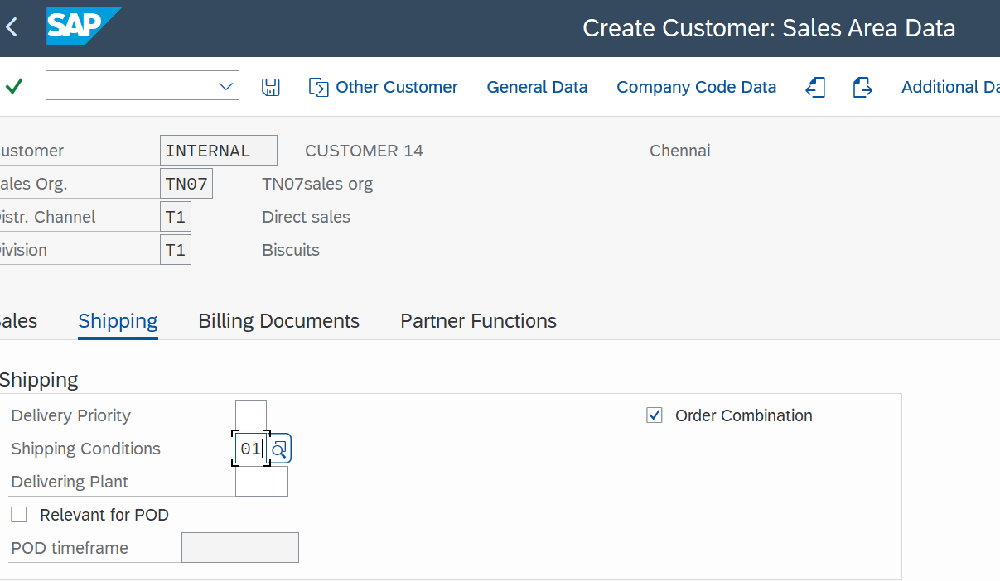 SAP Create Customer: Sales Area Data
Other Customer General Data Company Code Data Additional Da
ustomer INTERNAL CUSTOMER 14 Chennai
ales Org. TN07 TN07sales org
istr. Channel T1 Direct sales
ivision T1 Biscuits
ales Shipping Billing Documents Partner Functions
Shipping
Delivery Priority Order Combination
Shipping Conditions 01
Delivering Plant
Relevant for POD
POD timeframe